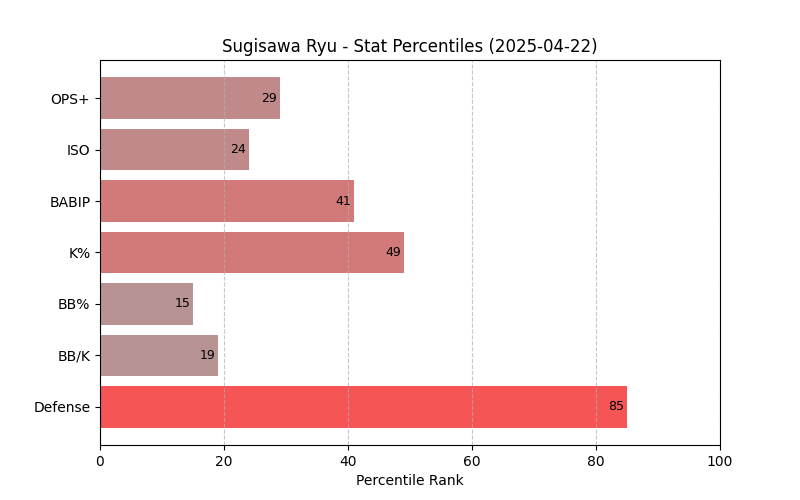 Sugisawa Ryu - Stat Percentiles (2025-04-22)
OPS+ 29
ISO 24
BABIP 41
K% 49
BB% 15
BB/K 19
Defense 85
0 20 40 60 80 100
Percentile Rank